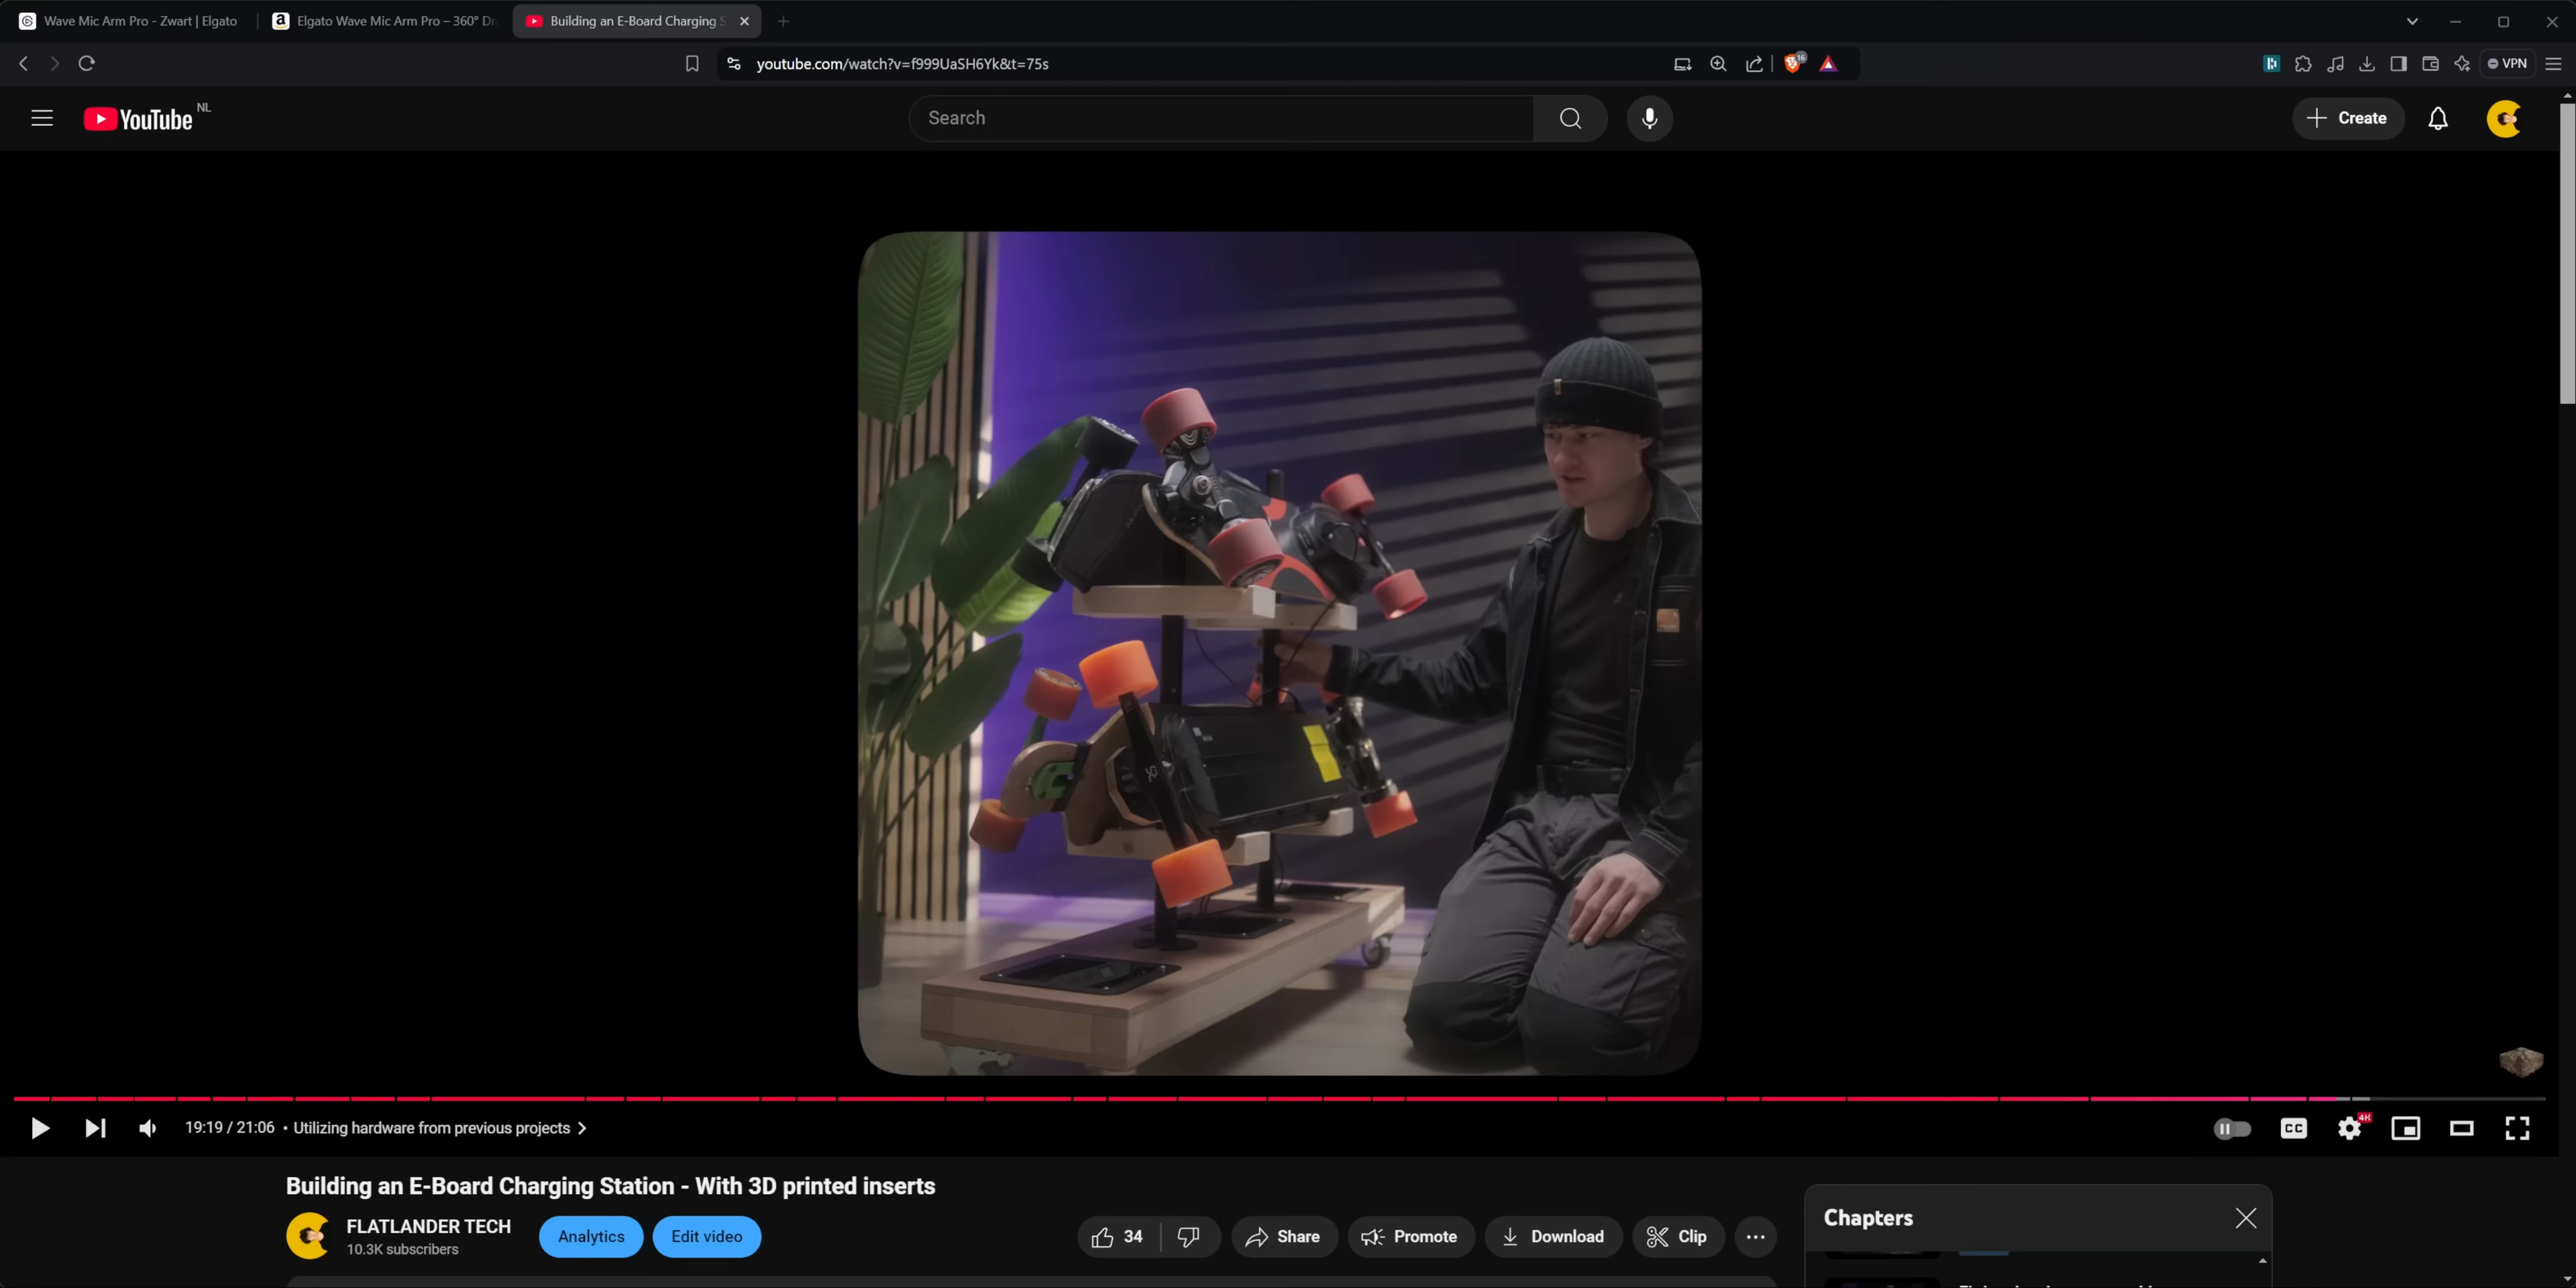 Wave Mic Arm Pro - Zwart | Elgato
Elgato Wave Mic Arm Pro – 360° Dr
Building an E-Board Charging S
youtube.com/watch?v=f999UaSH6Yk&t=75s
16
VPN
YouTube NL
Search
Create
19:19 / 21:06 • Utilizing hardware from previous projects
CC
4K
Building an E-Board Charging Station - With 3D printed inserts
FLATLANDER TECH
10.3K subscribers
Analytics
Edit video
34
Share
Promote
Download
Clip
Chapters